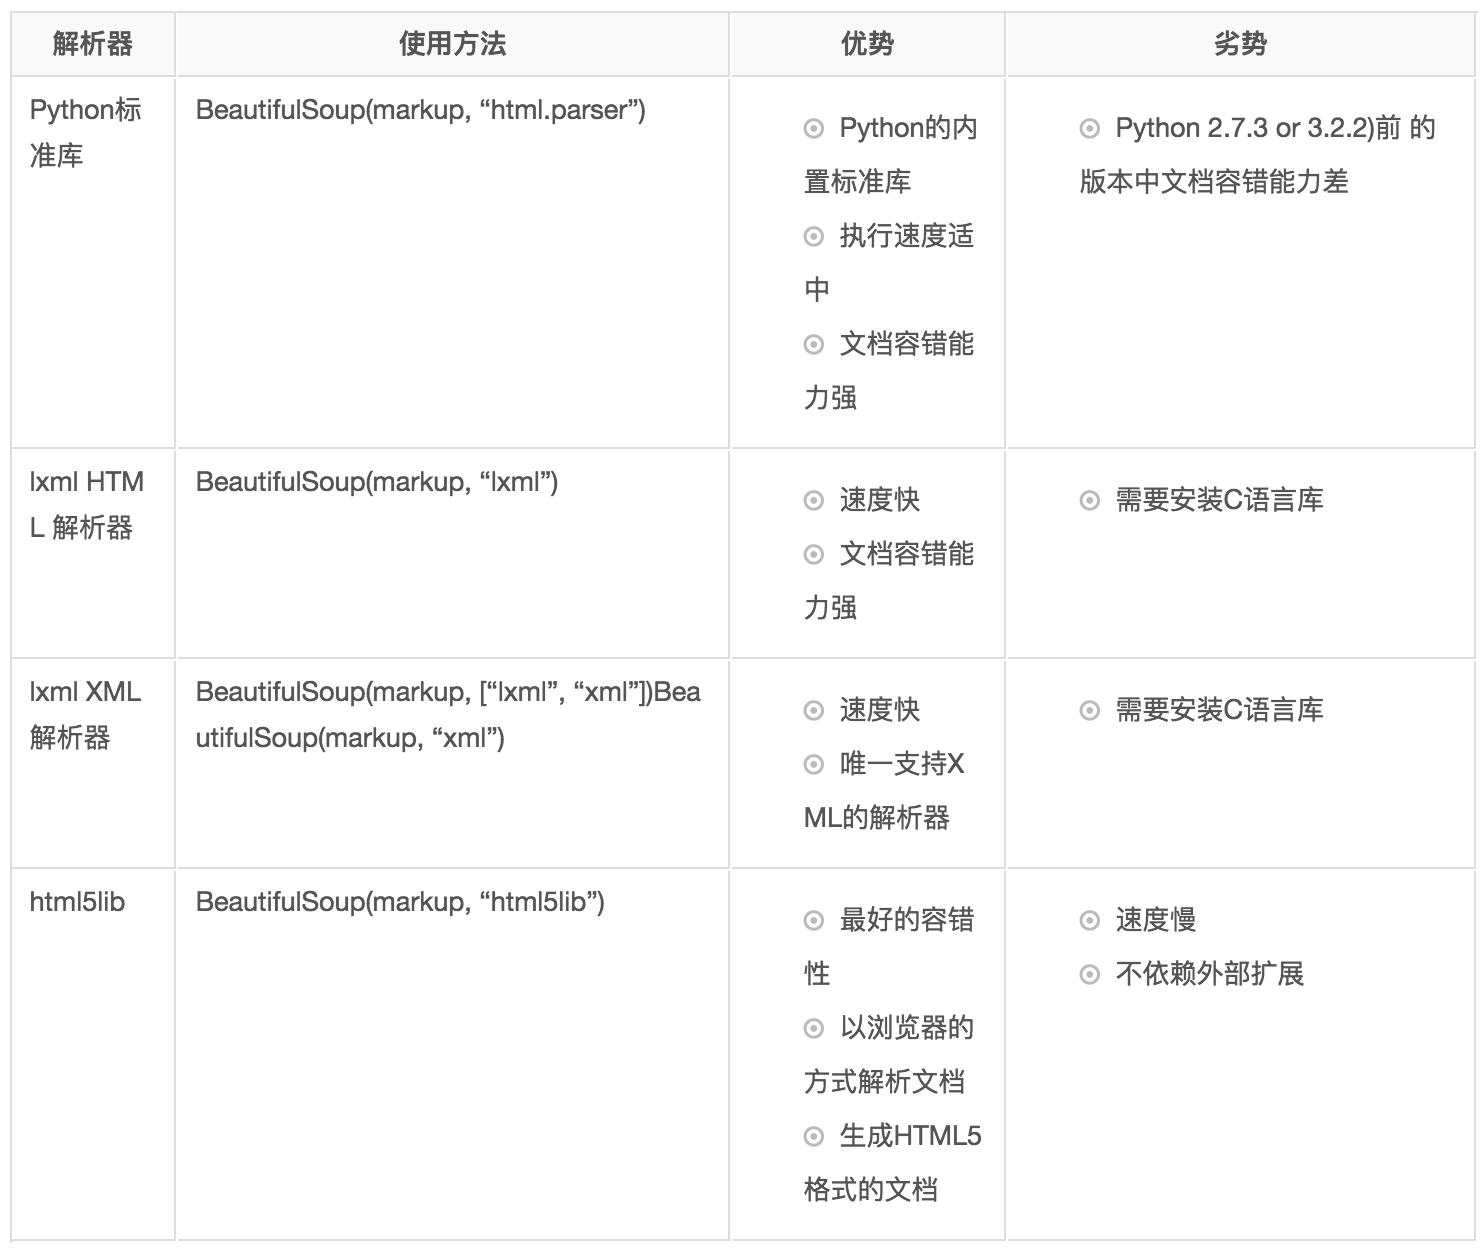 解析器
使用方法
优势
劣势
Python标
准库
BeautifulSoup(markup, “html.parser”)
Python的内
置标准库
执行速度适
中
文档容错能
力强
Python 2.7.3 or 3.2.2)前 的
版本中文档容错能力差
lxml HTM
L 解析器
BeautifulSoup(markup, “lxml”)
速度快
文档容错能
力强
需要安装C语言库
lxml XML
解析器
BeautifulSoup(markup, [“lxml”, “xml”])Bea
utifulSoup(markup, “xml”)
速度快
唯一支持X
ML的解析器
需要安装C语言库
html5lib
BeautifulSoup(markup, “html5lib”)
最好的容错
性
以浏览器的
方式解析文档
生成HTML5
格式的文档
速度慢
不依赖外部扩展